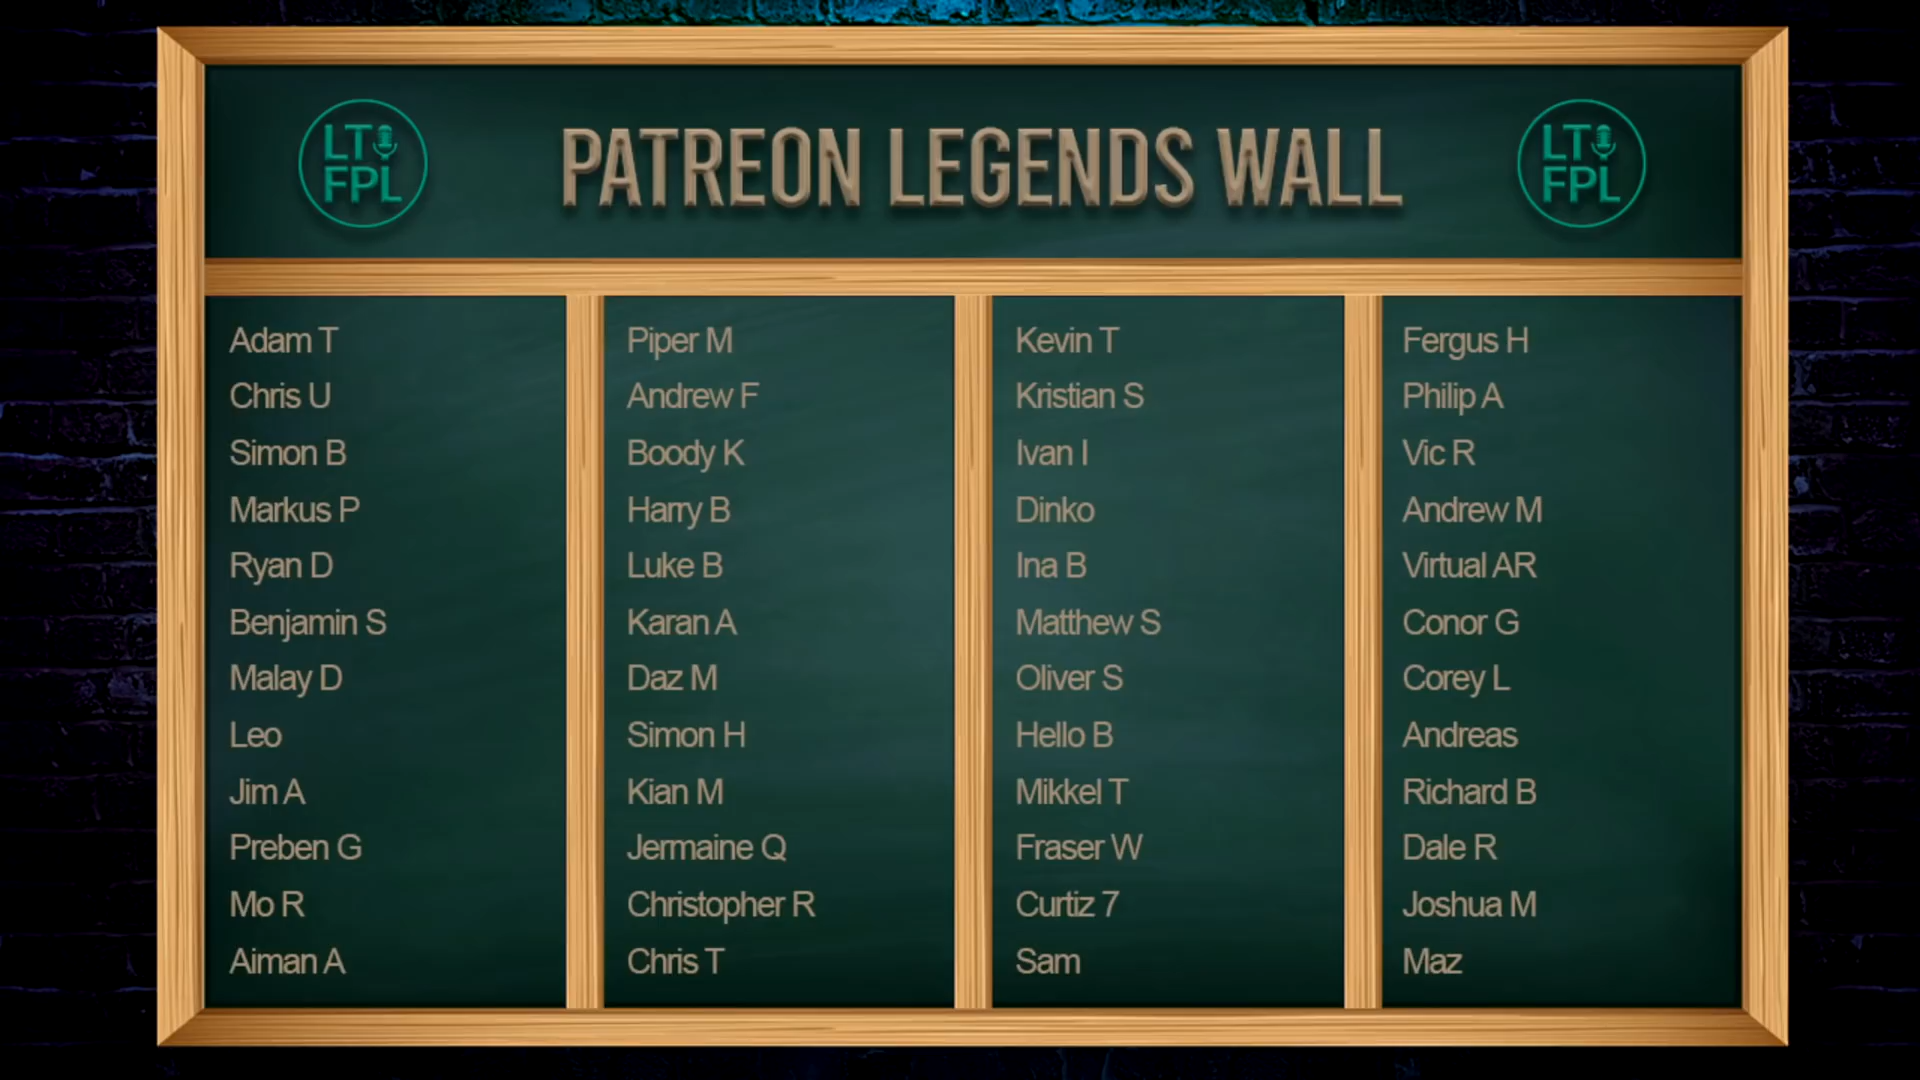 LT
FPL
PATREON LEGENDS WALL
LT
FPL
Adam T
Chris U
Simon B
Markus P
Ryan D
Benjamin S
Malay D
Leo
Jim A
Preben G
Mo R
Aiman A
Piper M
Andrew F
Boody K
Harry B
Luke B
Karan A
Daz M
Simon H
Kian M
Jermaine Q
Christopher R
Chris T
Kevin T
Kristian S
Ivan I
Dinko
Ina B
Matthew S
Oliver S
Hello B
Mikkel T
Fraser W
Curtiz 7
Sam
Fergus H
Philip A
Vic R
Andrew M
Virtual AR
Conor G
Corey L
Andreas
Richard B
Dale R
Joshua M
Maz